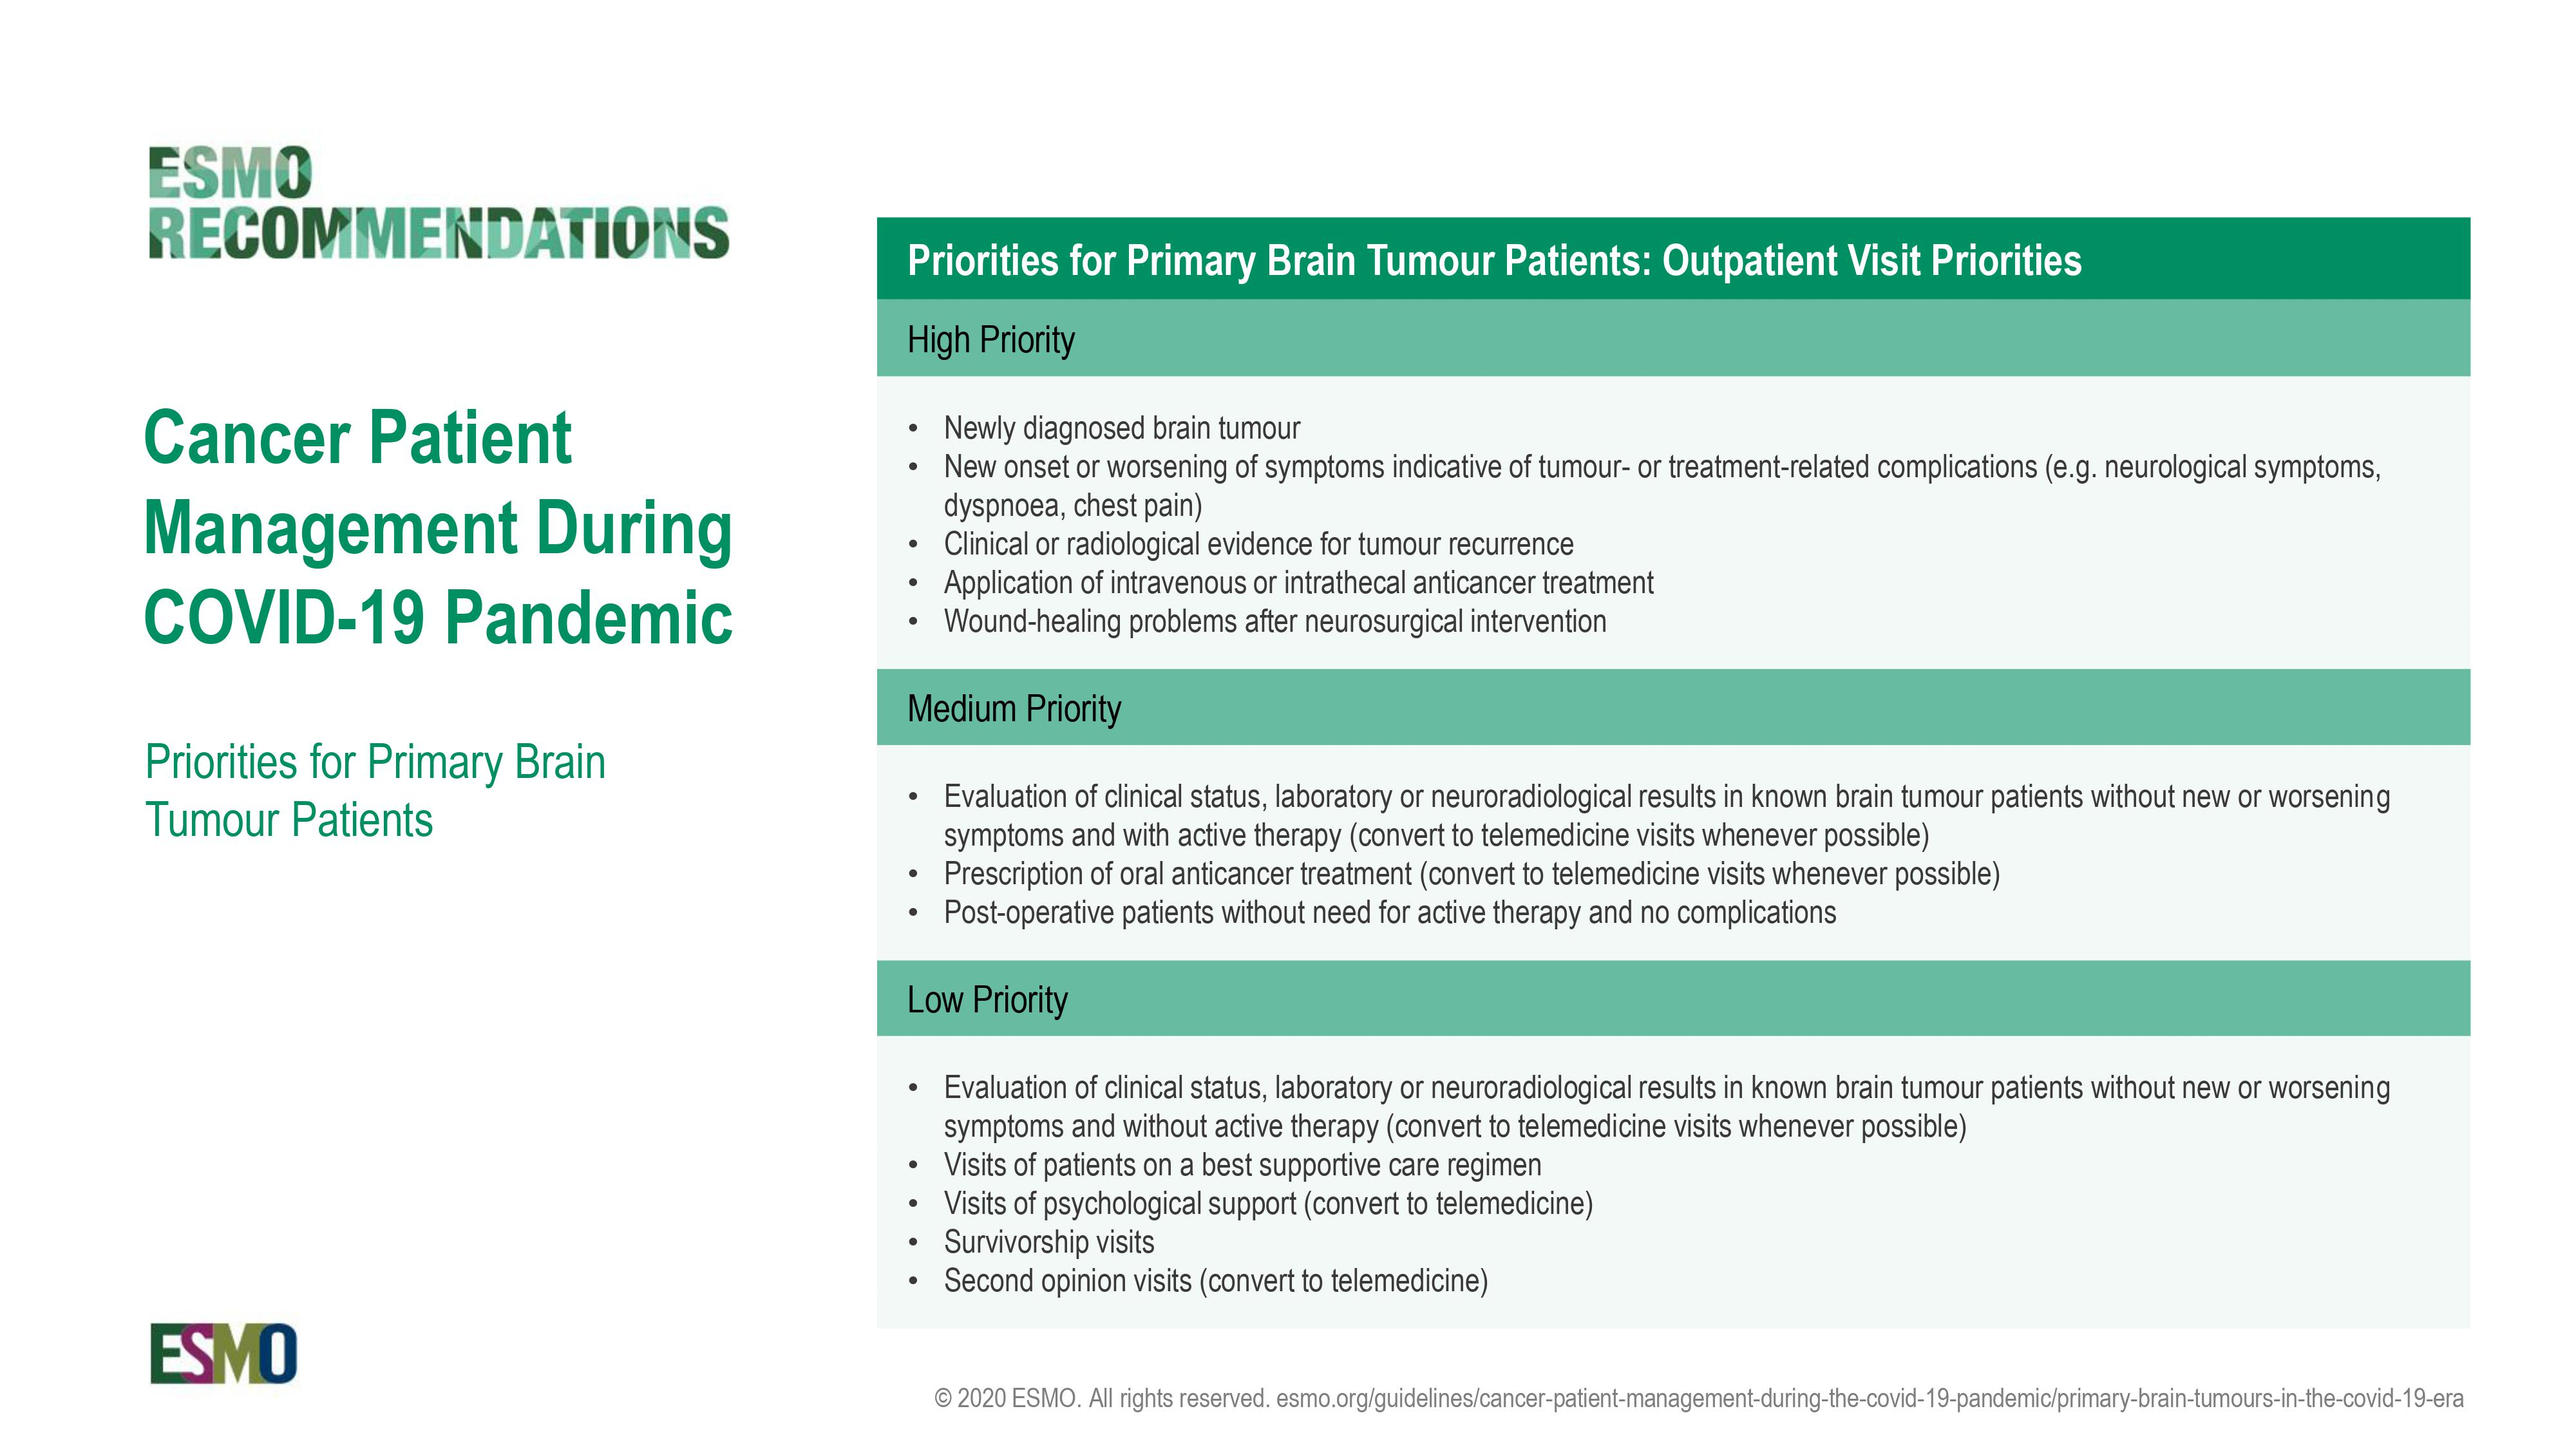 ESMO
RECOMMENDATIONS
Cancer Patient
Management During
COVID-19 Pandemic
Priorities for Primary Brain
Tumour Patients
ESMO
Priorities for Primary Brain Tumour Patients: Outpatient Visit Priorities
High Priority
• Newly diagnosed brain tumour
• New onset or worsening of symptoms indicative of tumour- or treatment-related complications (e.g. neurological symptoms,
dyspnoea, chest pain)
• Clinical or radiological evidence for tumour recurrence
• Application of intravenous or intrathecal anticancer treatment
• Wound-healing problems after neurosurgical intervention
Medium Priority
• Evaluation of clinical status, laboratory or neuroradiological results in known brain tumour patients without new or worsening
symptoms and with active therapy (convert to telemedicine visits whenever possible)
• Prescription of oral anticancer treatment (convert to telemedicine visits whenever possible)
• Post-operative patients without need for active therapy and no complications
Low Priority
• Evaluation of clinical status, laboratory or neuroradiological results in known brain tumour patients without new or worsening
symptoms and without active therapy (convert to telemedicine visits whenever possible)
• Visits of patients on a best supportive care regimen
• Visits of psychological support (convert to telemedicine)
• Survivorship visits
• Second opinion visits (convert to telemedicine)
© 2020 ESMO. All rights reserved. esmo.org/guidelines/cancer-patient-management-during-the-covid-19-pandemic/primary-brain-tumours-in-the-covid-19-era